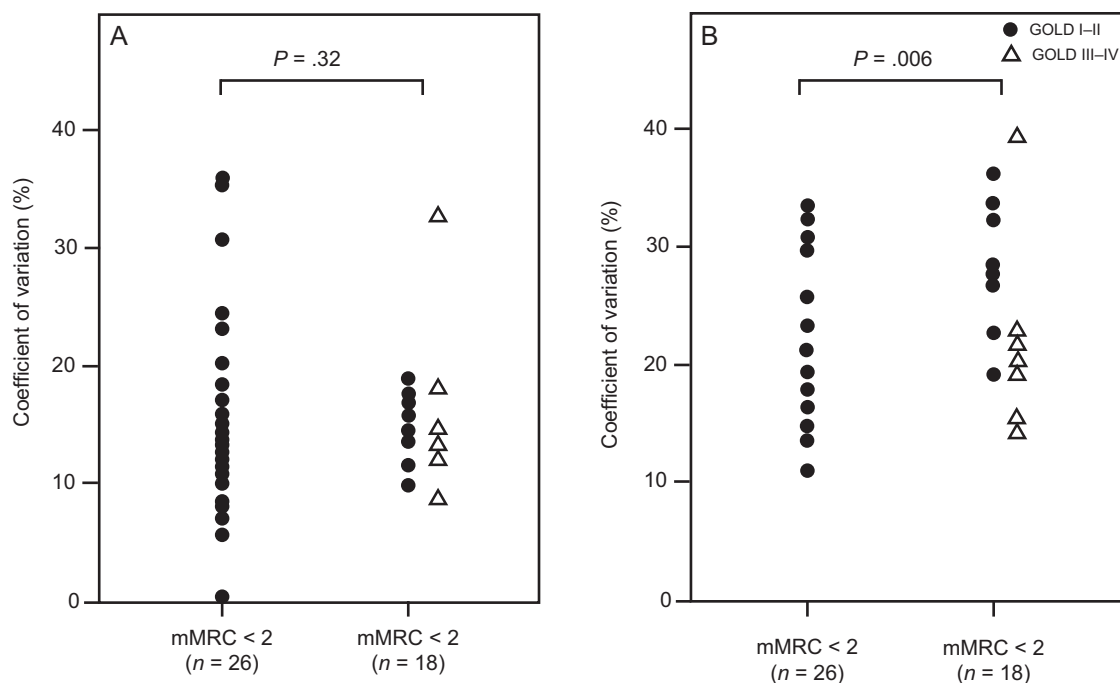 A
P = .32
Coefficient of variation (%)
40
30
20
10
0
mMRC < 2
(n = 26)
mMRC < 2
(n = 18)
B
GOLD I–II
GOLD III–IV
P = .006
Coefficient of variation (%)
40
30
20
10
0
mMRC < 2
(n = 26)
mMRC < 2
(n = 18)